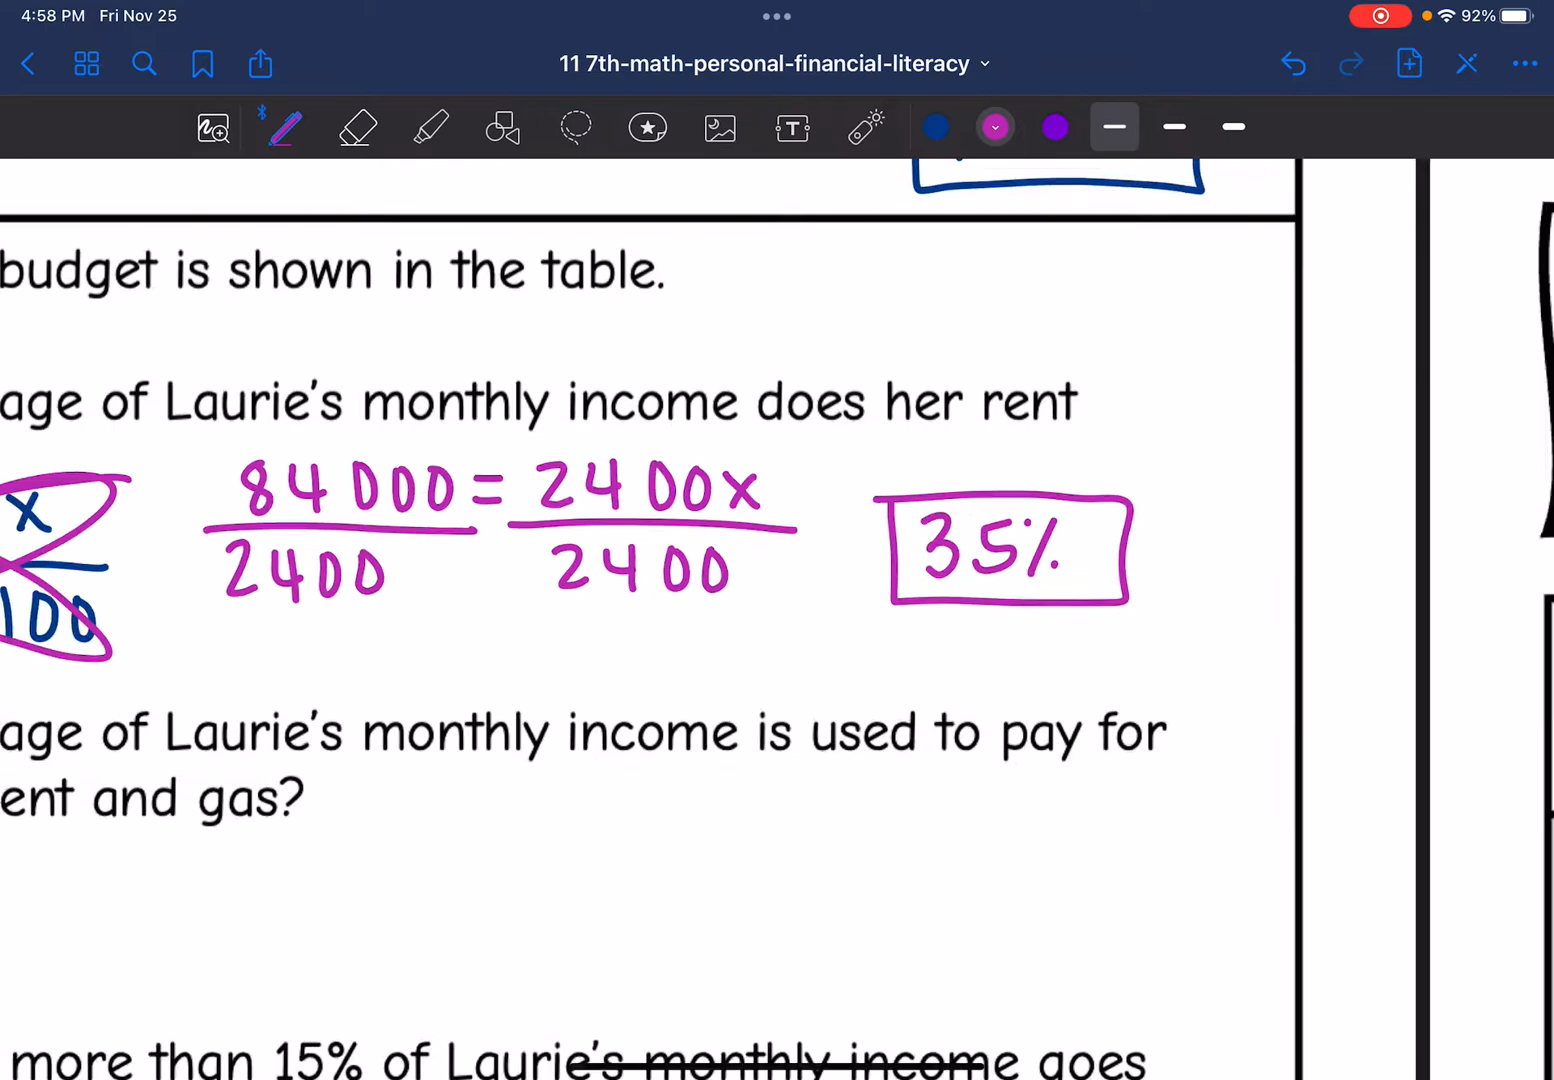 4:58 PM Fri Nov 25
92%
11 7th-math-personal-financial-literacy
T
budget is shown in the table.
age of Laurie's monthly income does her rent
x
100
84000 = 2400x
2400 2400
35%
age of Laurie's monthly income is used to pay for
ent and gas?
more than 15% of Laurie's monthly income goes